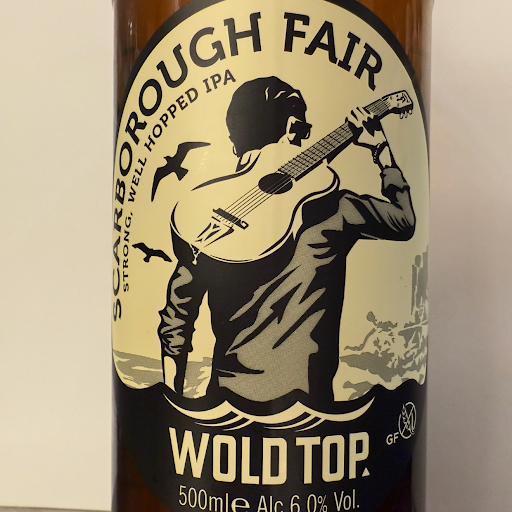 SCARBOROUGH FAIR
STRONG, WELL HOPPED IPA
GF
WOLD TOP
500ml e Alc 6.0% Vol.